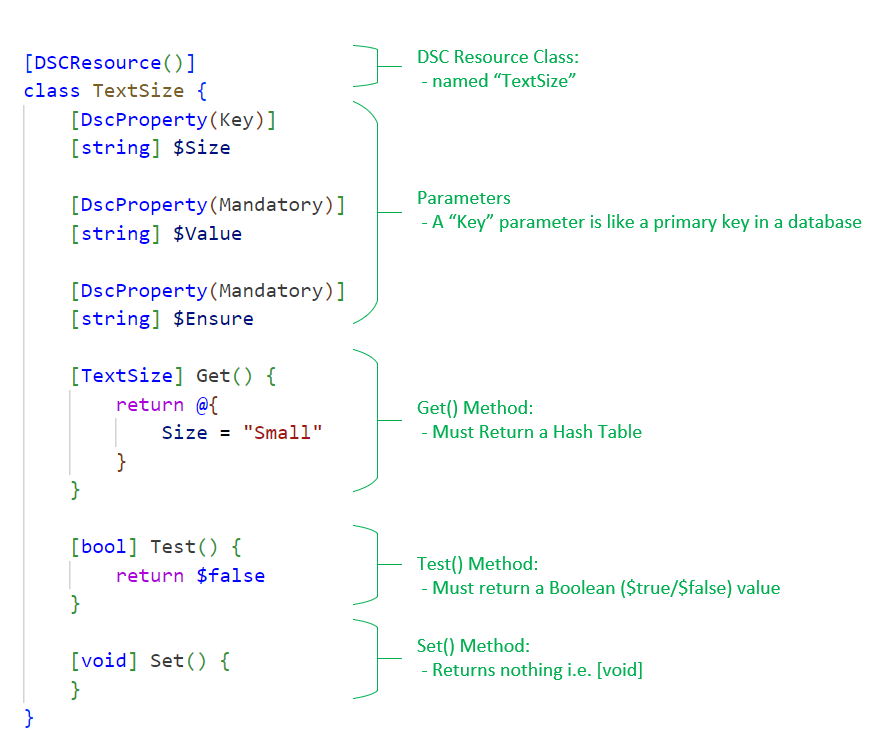 [DSCResource()]
class TextSize {
[DscProperty(Key)]
[string] $Size
[DscProperty(Mandatory)]
[string] $Value
[DscProperty(Mandatory)]
[string] $Ensure
[TextSize] Get() {
return @{
Size = "Small"
}
}
[bool] Test() {
return $false
}
[void] Set() {
}
}
DSC Resource Class:
- named “TextSize”
Parameters
- A “Key” parameter is like a primary key in a database
Get() Method:
- Must Return a Hash Table
Test() Method:
- Must return a Boolean ($true/$false) value
Set() Method:
- Returns nothing i.e. [void]